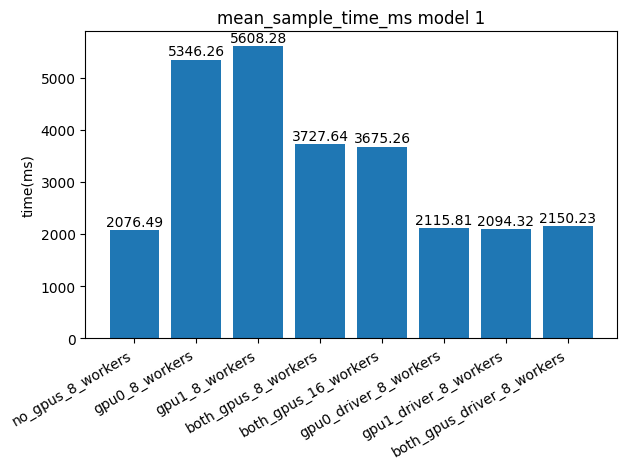 mean_sample_time_ms model 1
time(ms)
5000
4000
3000
2000
1000
0
2076.49
5346.26
5608.28
3727.64
3675.26
2115.81
2094.32
2150.23
no_gpus_8_workers
gpu0_8_workers
gpu1_8_workers
both_gpus_8_workers
both_gpus_16_workers
gpu0_driver_8_workers
gpu1_driver_8_workers
both_gpus_driver_8_workers